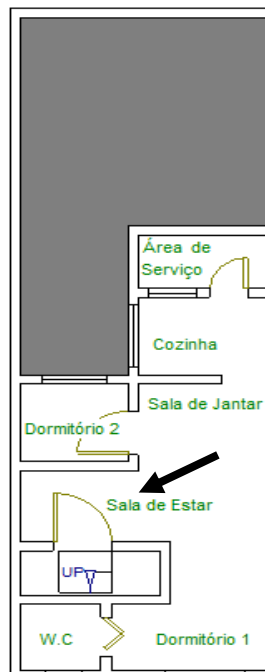 Área de
Serviço
Cozinha
Sala de Jantar
Dormitório 2
Sala de Estar
UP
W.C
Dormitório 1